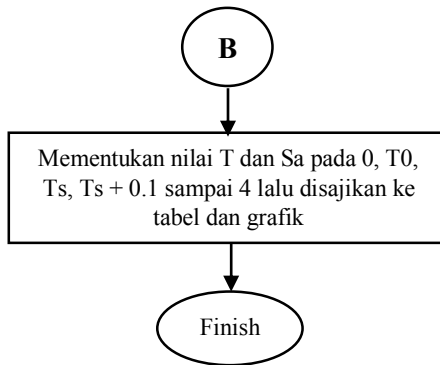 B
Mementukan nilai T dan Sa pada 0, T0,
Ts, Ts + 0.1 sampai 4 lalu disajikan ke
tabel dan grafik
Finish